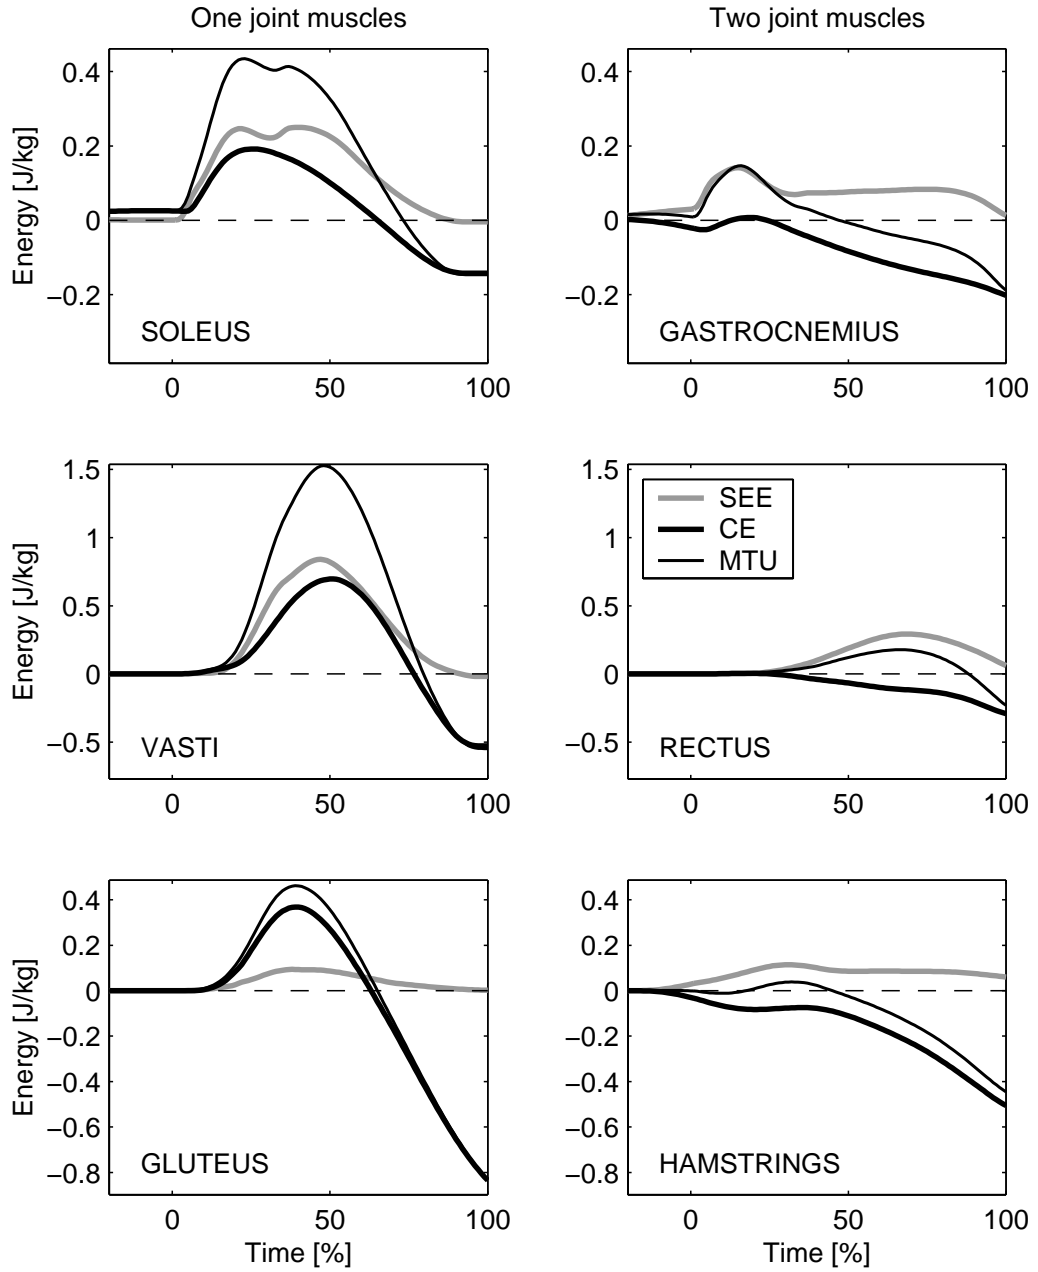 One joint muscles
Two joint muscles
Energy [J/kg]
0.4
0.2
0
−0.2
SOLEUS
0 50 100
0.4
0.2
0
−0.2
GASTROCNEMIUS
0 50 100
Energy [J/kg]
1.5
1
0.5
0
−0.5
VASTI
0 50 100
1.5
1
0.5
0
−0.5
SEE
CE
MTU
RECTUS
0 50 100
Energy [J/kg]
0.4
0.2
0
−0.2
−0.4
−0.6
−0.8
GLUTEUS
0 50 100
Time [%]
0.4
0.2
0
−0.2
−0.4
−0.6
−0.8
HAMSTRINGS
0 50 100
Time [%]